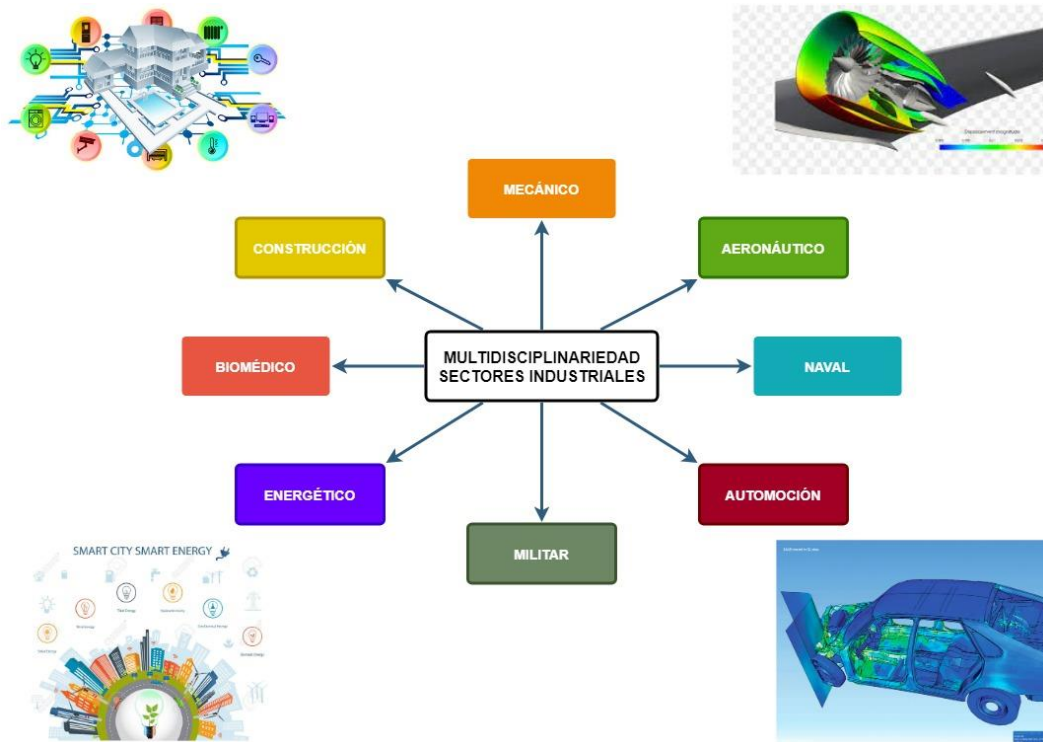 MECÁNICO
CONSTRUCCIÓN
AERONÁUTICO
MULTIDISCIPLINARIEDAD
SECTORES INDUSTRIALES
BIOMÉDICO
NAVAL
ENERGÉTICO
AUTOMOCIÓN
MILITAR
SMART CITY SMART ENERGY